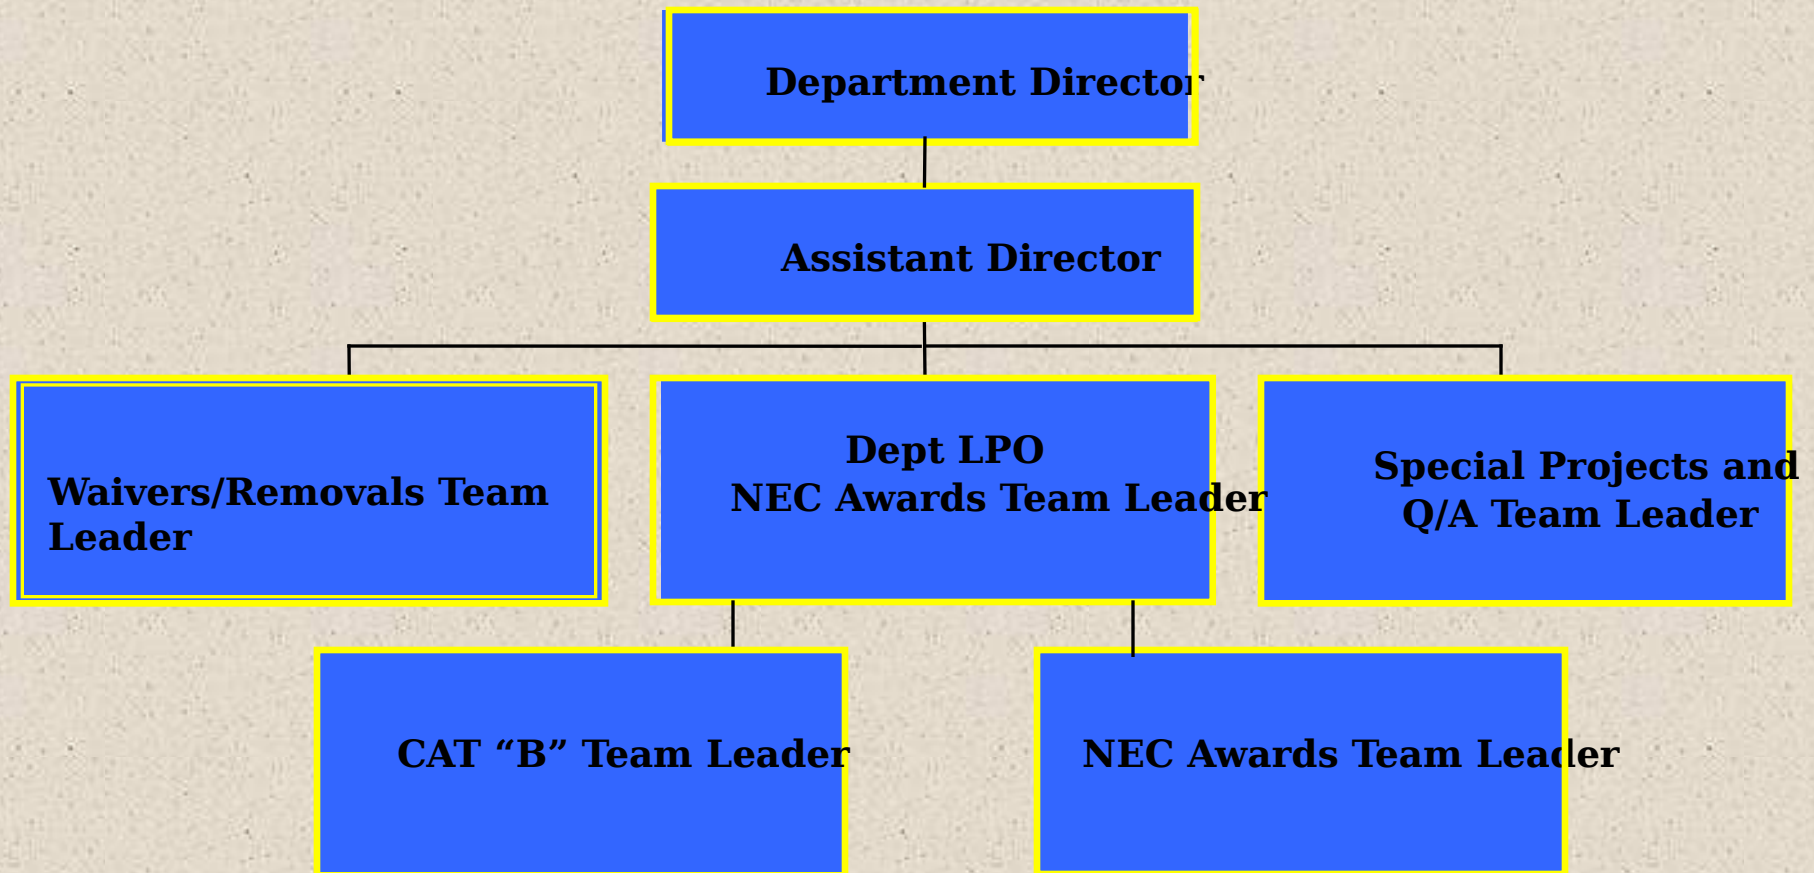 Department Director
Assistant Director
Waivers/Removals Team
Leader
Dept LPO
NEC Awards Team Leader
Special Projects and
Q/A Team Leader
CAT “B” Team Leader
NEC Awards Team Leader